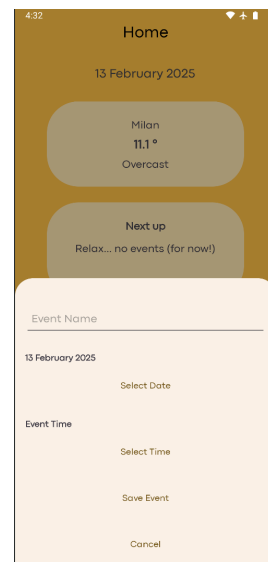 4:32
Home
13 February 2025
Milan
11.1 °
Overcast
Next up
Relax... no events (for now!)
Event Name
13 February 2025
Select Date
Event Time
Select Time
Save Event
Cancel